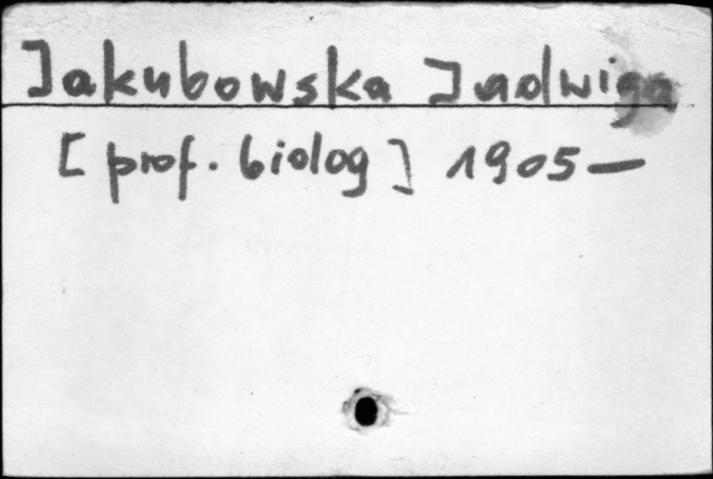 Jakubowska Jadwiga
[prof. biolog] 1905 —